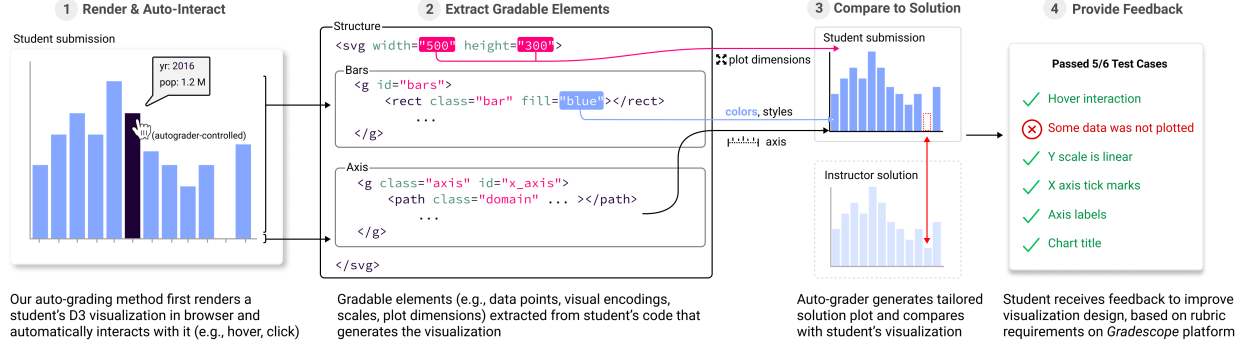 1 Render & Auto-Interact
Student submission
yr: 2016
pop: 1.2 M
(autograder-controlled)
Our auto-grading method first renders a
student's D3 visualization in browser and
automatically interacts with it (e.g., hover, click)
2 Extract Gradable Elements
Structure
<svg width="500" height="300">
Bars
<g id="bars">
<rect class="bar" fill="blue"></rect>
...
</g>
Axis
<g class="axis" id="x_axis">
<path class="domain" ... ></path>
...
</g>
</svg>
plot dimensions
colors, styles
axis
Gradable elements (e.g., data points, visual encodings,
scales, plot dimensions) extracted from student's code that
generates the visualization
3 Compare to Solution
Student submission
Instructor solution
Auto-grader generates tailored
solution plot and compares
with student's visualization
4 Provide Feedback
Passed 5/6 Test Cases
Hover interaction
Some data was not plotted
Y scale is linear
X axis tick marks
Axis labels
Chart title
Student receives feedback to improve
visualization design, based on rubric
requirements on Gradescope platform